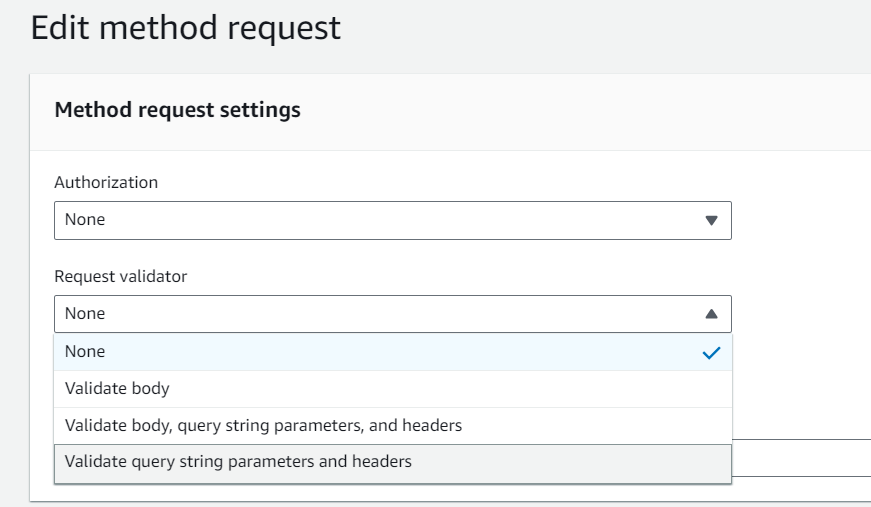 Edit method request
Method request settings
Authorization
None
Request validator
None
None
Validate body
Validate body, query string parameters, and headers
Validate query string parameters and headers